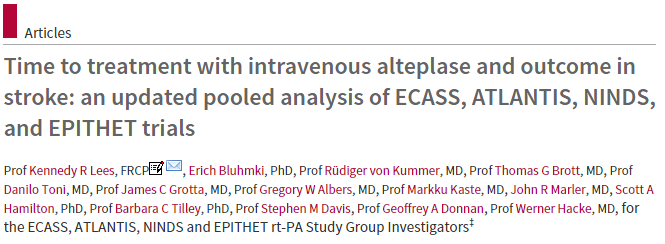 Articles
Time to treatment with intravenous alteplase and outcome in
stroke: an updated pooled analysis of ECASS, ATLANTIS, NINDS,
and EPITHET trials
Prof Kennedy R Lees, FRCP, Erich Bluhmki, PhD, Prof Rüdiger von Kummer, MD, Prof Thomas G Brott, MD, Prof
Danilo Toni, MD, Prof James C Grotta, MD, Prof Gregory W Albers, MD, Prof Markku Kaste, MD, John R Marler, MD, Scott A
Hamilton, PhD, Prof Barbara C Tilley, PhD, Prof Stephen M Davis, Prof Geoffrey A Donnan, Prof Werner Hacke, MD, for
the ECASS, ATLANTIS, NINDS and EPITHET rt-PA Study Group Investigators‡